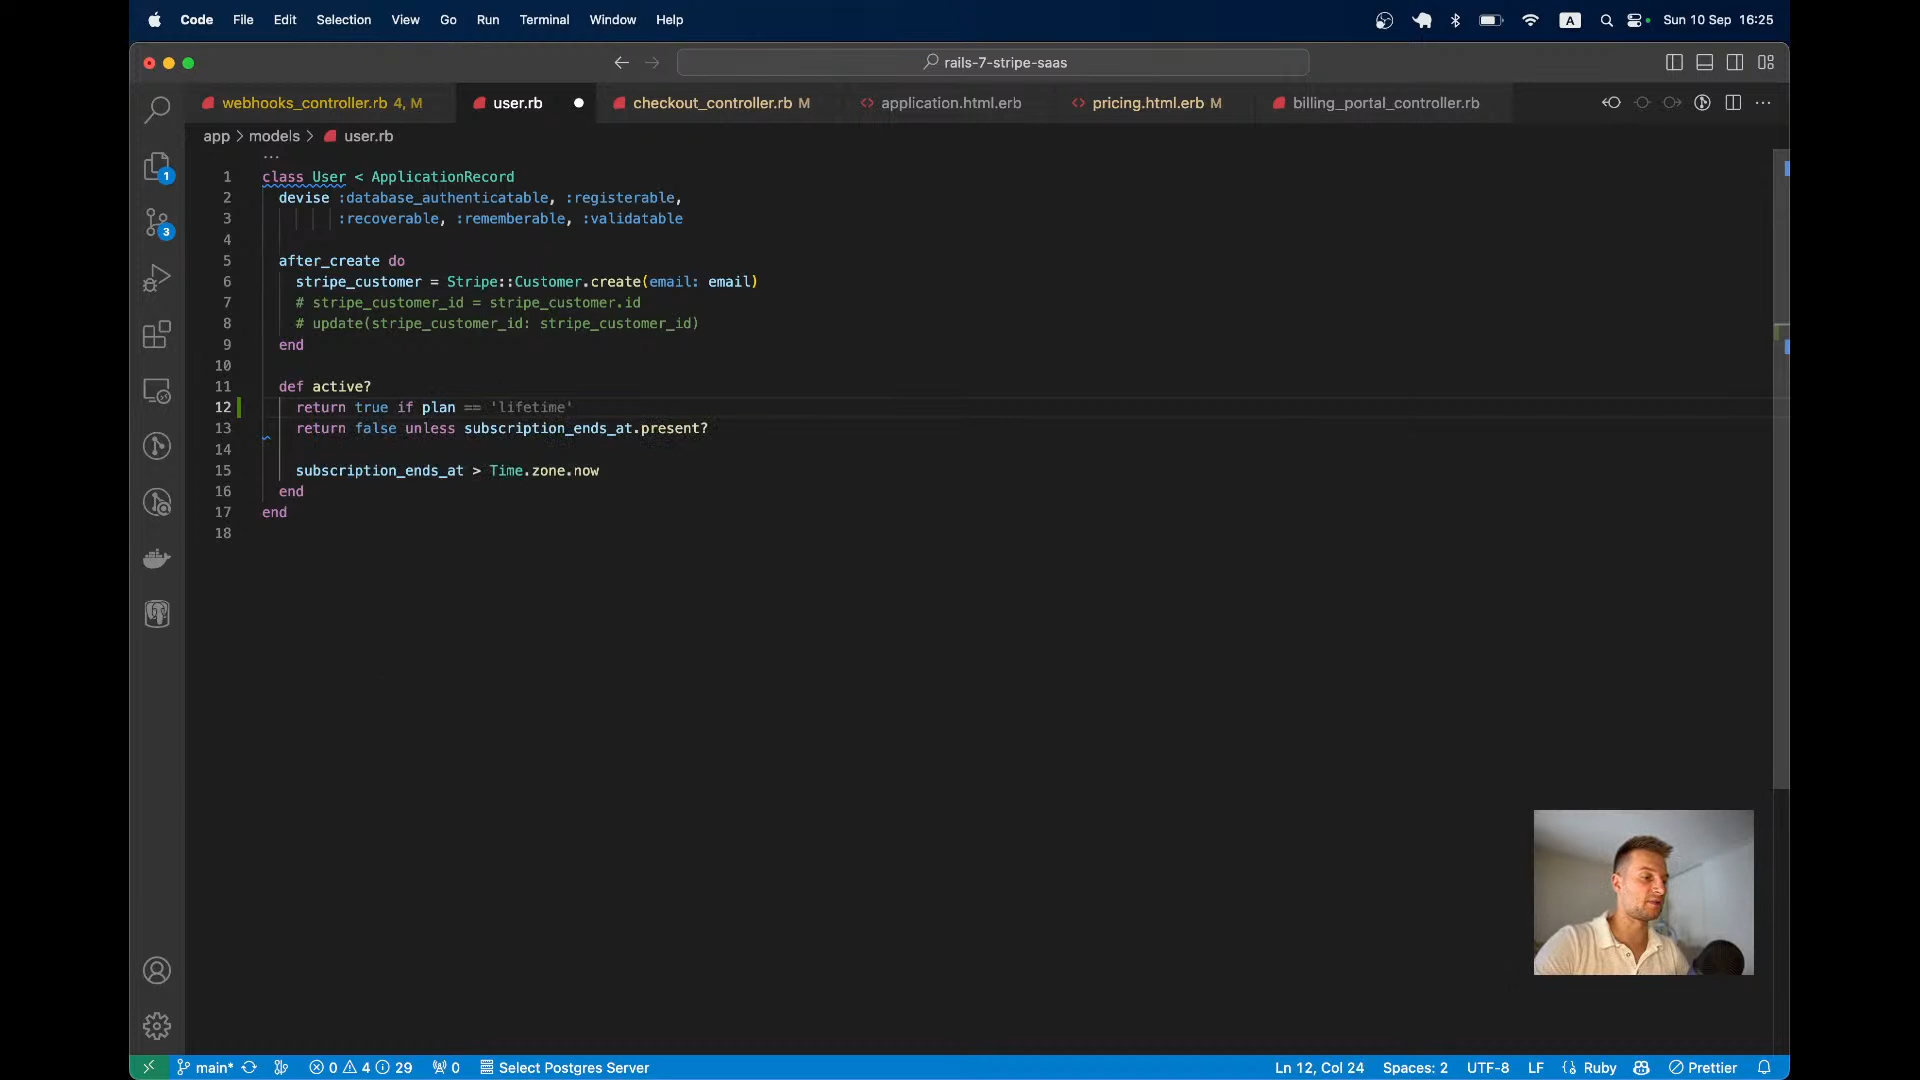 Code File Edit Selection View Go Run Terminal Window Help A Sun 10 Sep 16:25
rails-7-stripe-saas
webhooks_controller.rb 4, M user.rb checkout_controller.rb M application.html.erb pricing.html.erb M billing_portal_controller.rb
app > models > user.rb
1 class User < ApplicationRecord
2 devise :database_authenticatable, :registerable,
3 :recoverable, :rememberable, :validatable
4
5 after_create do
6 stripe_customer = Stripe::Customer.create(email: email)
7 # stripe_customer_id = stripe_customer.id
8 # update(stripe_customer_id: stripe_customer_id)
9 end
10
11 def active?
12 return true if plan == 'lifetime'
13 return false unless subscription_ends_at.present?
14
15 subscription_ends_at > Time.zone.now
16 end
17 end
18
1
3
main* 0 4 29 0 Select Postgres Server Ln 12, Col 24 Spaces: 2 UTF-8 LF Ruby Prettier